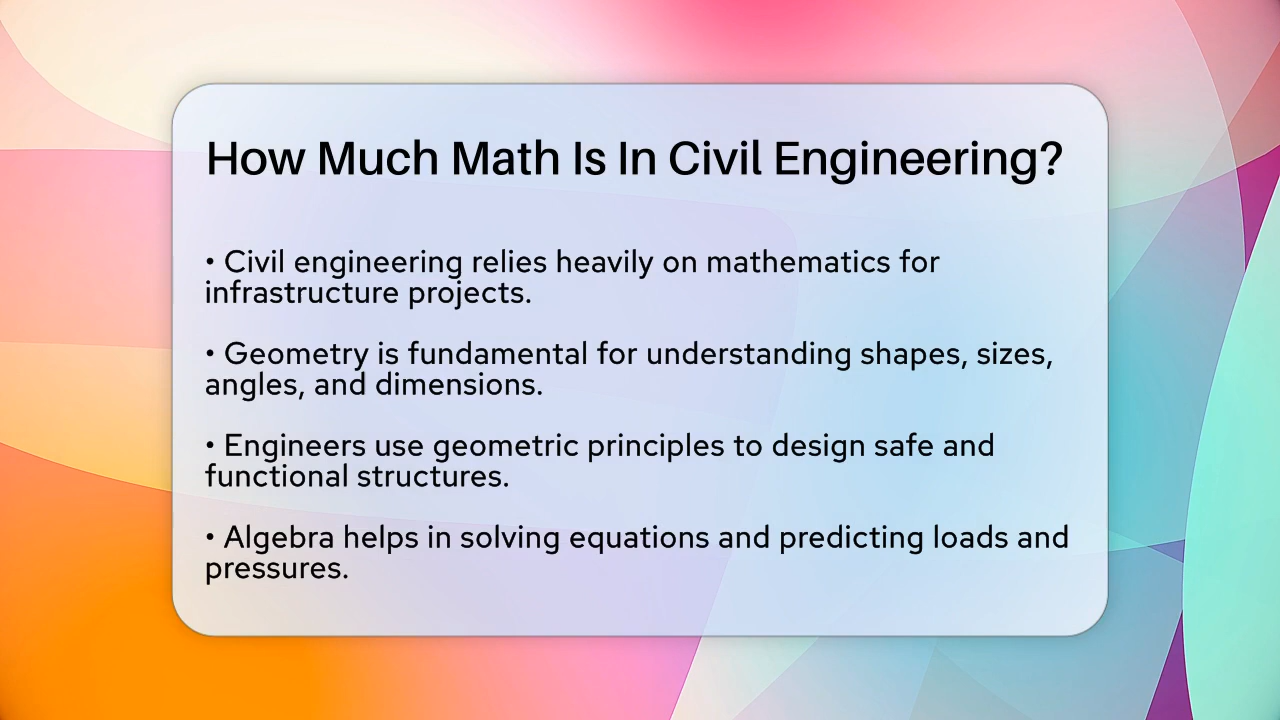 How Much Math Is In Civil Engineering?
• Civil engineering relies heavily on mathematics for
infrastructure projects.
• Geometry is fundamental for understanding shapes, sizes,
angles, and dimensions.
• Engineers use geometric principles to design safe and
functional structures.
• Algebra helps in solving equations and predicting loads and
pressures.